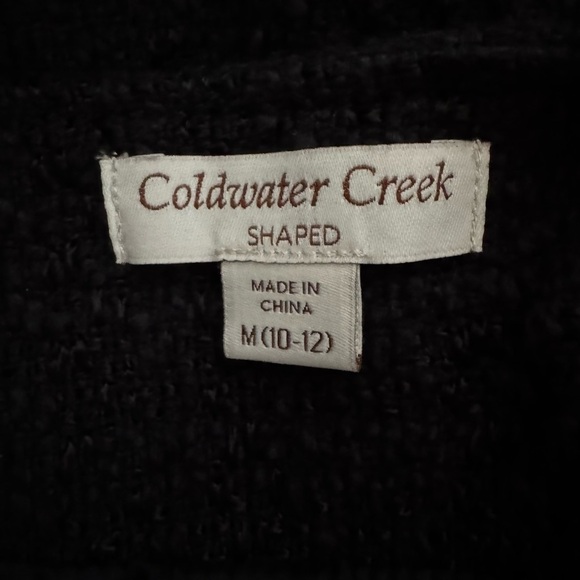 Coldwater Creek
SHAPED
MADE IN
CHINA
M(10-12)